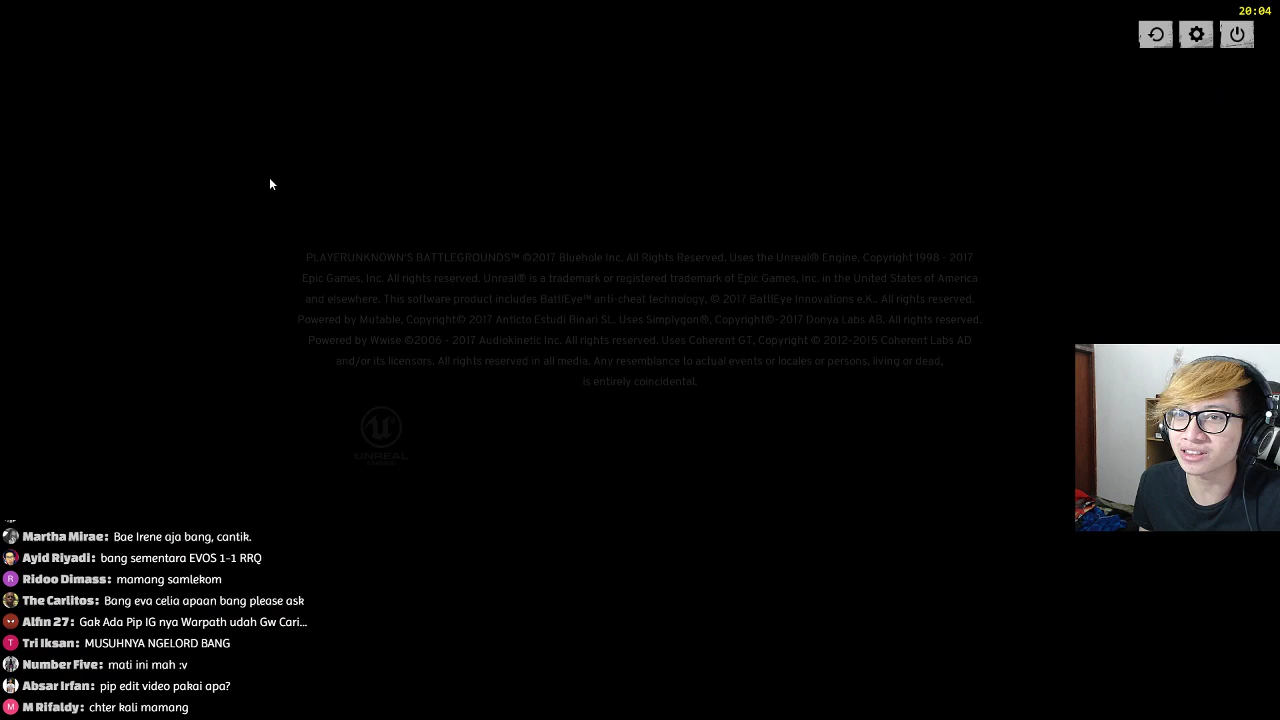 20:04
PLAYERUNKNOWN'S BATTLEGROUNDS™ ©2017 Bluehole Inc. All Rights Reserved. Uses the Unreal® Engine, Copyright 1998 - 2017
Epic Games, Inc. All rights reserved. Unreal® is a trademark or registered trademark of Epic Games, Inc. in the United States of America
and elsewhere. This software product includes BattlEye™ anti-cheat technology, © 2017 BattlEye Innovations e.K.. All rights reserved.
Powered by Mutable, Copyright© 2017 Anticto Estudi Binari SL. Uses Simplygon®, Copyright©-2017 Donya Labs AB. All rights reserved.
Powered by Wwise ©2006 - 2017 Audiokinetic Inc. All rights reserved. Uses Coherent GT, Copyright © 2012-2015 Coherent Labs AD
and/or its licensors. All rights reserved in all media. Any resemblance to actual events or locales or persons, living or dead,
is entirely coincidental.
UNREAL
Martha Mirae: Bae Irene aja bang, cantik.
Ayid Riyadi: bang sementara EVOS 1-1 RRQ
R Ridoo Dimass: mamang samlekom
The Carlitos: Bang eva celia apaan bang please ask
Alfin 27: Gak Ada Pip IG nya Warpath udah Gw Cari...
T Tri Iksan: MUSUHNYA NGELORD BANG
Number Five: mati ini mah :v
Absar Irfan: pip edit video pakai apa?
M M Rifaldy: chter kali mamang